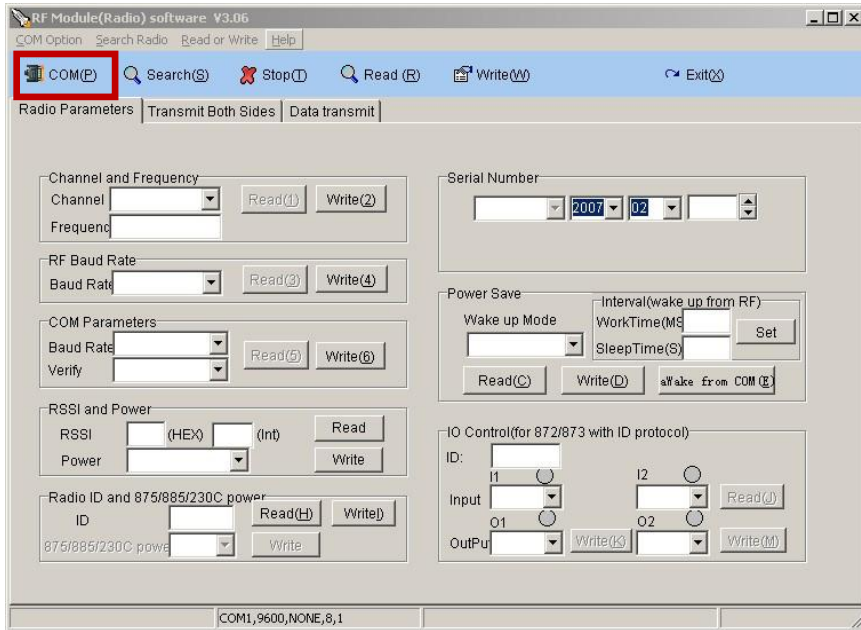 RF Module(Radio) software V3.06
COM Option Search Radio Read or Write Help
COM(P) Search(S) Stop(T) Read (R) Write(W) Exit(X)
Radio Parameters Transmit Both Sides Data transmit
Channel and Frequency
Channel Read(1) Write(2)
Frequenc
RF Baud Rate
Baud Rate Read(3) Write(4)
COM Parameters
Baud Rate
Verify Read(5) Write(6)
RSSI and Power
RSSI (HEX) (Int) Read
Power Write
Radio ID and 875/885/230C power
ID Read(H) WriteI)
875/885/230C powe Write
Serial Number
2007 02
Power Save
Wake up Mode
Interval(wake up from RF)
WorkTime(MS
SleepTime(S)
Set
Read(C) Write(D) aWake from COM(E)
IO Control(for 872/873 with ID protocol)
ID:
I1 I2
Input Read(J)
O1 O2
OutPu Write(K) Write(M)
COM1,9600,NONE,8,1